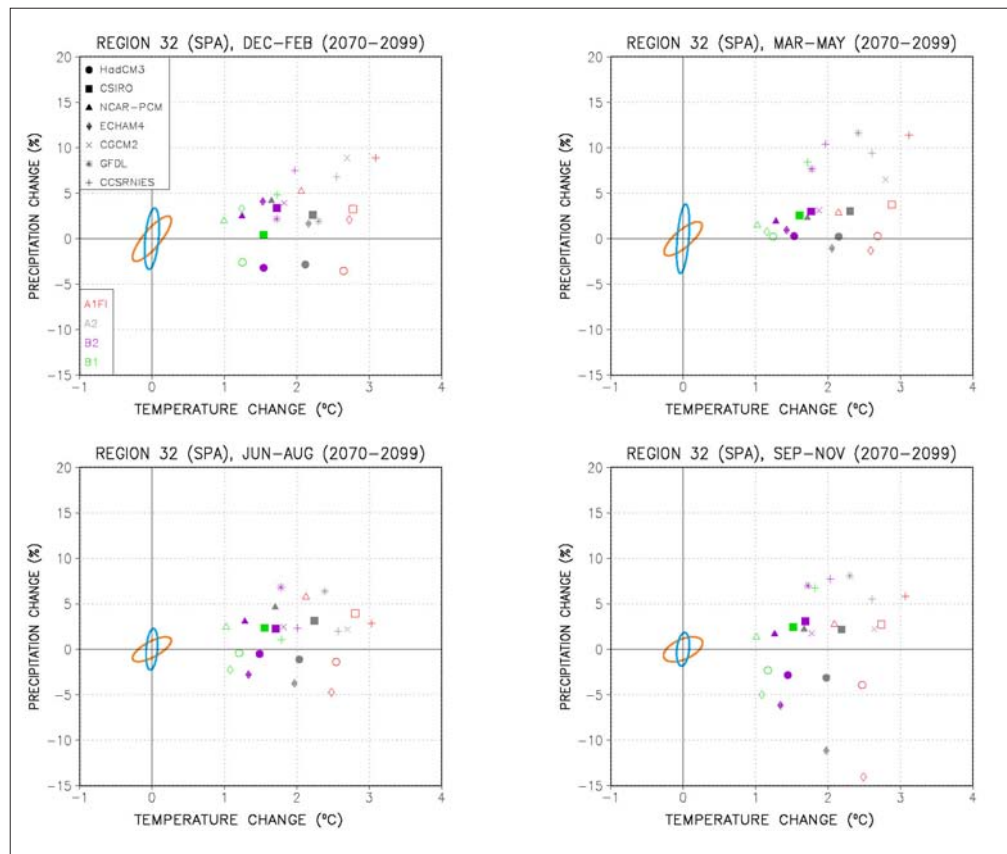 REGION 32 (SPA), DEC-FEB (2070-2099)
PRECIPITATION CHANGE (%)
20
15
10
5
0
-5
-10
-15
HadCM3
CSIRO
NCAR-PCM
ECHAM4
CGCM2
GFDL
CCSRNIES
A1FI
A2
B2
B1
-1 0 1 2 3 4
TEMPERATURE CHANGE (ºC)
REGION 32 (SPA), MAR-MAY (2070-2099)
PRECIPITATION CHANGE (%)
20
15
10
5
0
-5
-10
-15
-1 0 1 2 3 4
TEMPERATURE CHANGE (ºC)
REGION 32 (SPA), JUN-AUG (2070-2099)
PRECIPITATION CHANGE (%)
20
15
10
5
0
-5
-10
-15
-1 0 1 2 3 4
TEMPERATURE CHANGE (ºC)
REGION 32 (SPA), SEP-NOV (2070-2099)
PRECIPITATION CHANGE (%)
20
15
10
5
0
-5
-10
-15
-1 0 1 2 3 4
TEMPERATURE CHANGE (ºC)